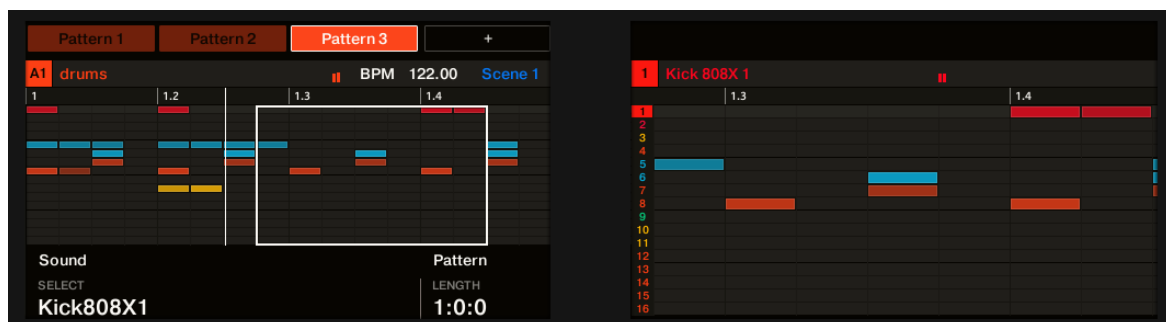 Pattern 1 Pattern 2 Pattern 3 +
A1 drums BPM 122.00 Scene 1
1 1.2 1.3 1.4
Sound Pattern
SELECT LENGTH
Kick808X1 1:0:0
1 Kick 808X 1
1.3 1.4
1
2
3
4
5
6
7
8
9
10
11
12
13
14
15
16